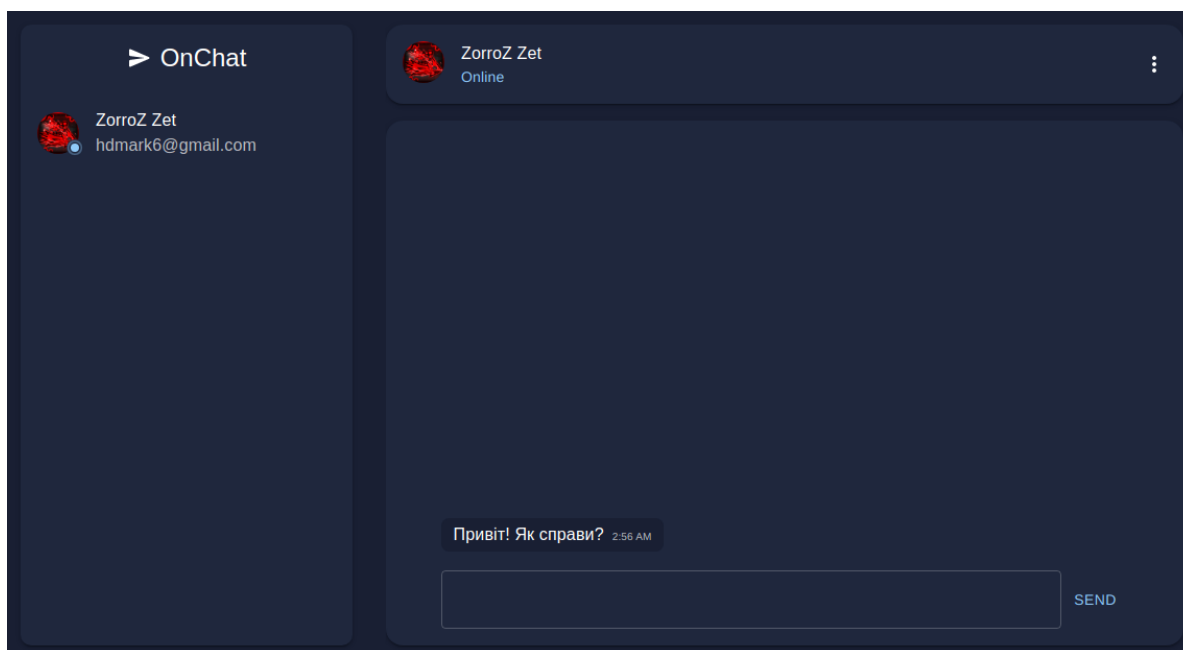 OnChat
ZorroZ Zet
hdmark6@gmail.com
ZorroZ Zet
Online
Привіт! Як справи? 2:56 AM
SEND